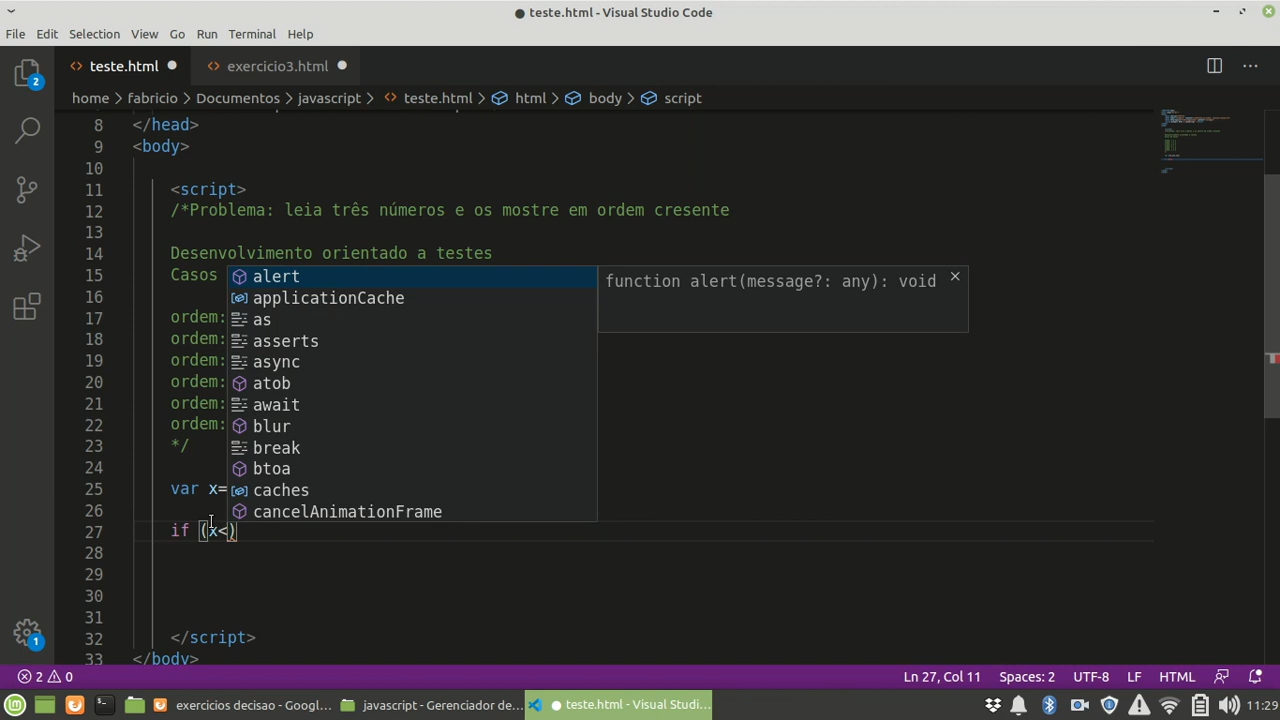 teste.html - Visual Studio Code
File Edit Selection View Go Run Terminal Help
teste.html exercicio3.html
home > fabricio > Documentos > javascript > teste.html > html > body > script
2
1
8 </head>
9 <body>
10
11 <script>
12 /*Problema: leia três números e os mostre em ordem cresente
13
14 Desenvolvimento orientado a testes
15 Casos
16
17 ordem:
18 ordem:
19 ordem:
20 ordem:
21 ordem:
22 ordem:
23 */
24
25 var x=
26
27 if (x<)
28
29
30
31
32 </script>
33 </body>
alert
applicationCache
as
asserts
async
atob
await
blur
break
btoa
caches
cancelAnimationFrame
function alert(message?: any): void
2 0 Ln 27, Col 11 Spaces: 2 UTF-8 LF HTML
exercicios decisao - Googl... javascript - Gerenciador de... teste.html - Visual Studi... 11:29